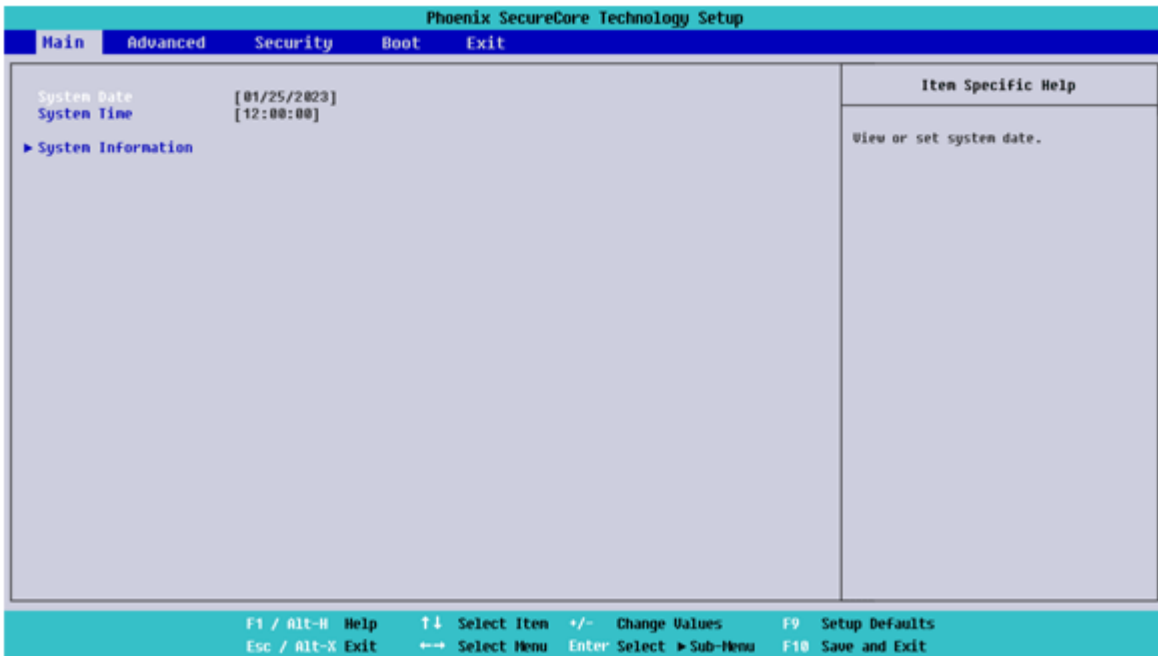 Phoenix SecureCore Technology Setup
Main Advanced Security Boot Exit
System Date [01/25/2023]
System Time [12:00:00]
▶ System Information
Item Specific Help
View or set system date.
F1 / Alt-H Help ↑↓ Select Item +/- Change Values F9 Setup Defaults
Esc / Alt-X Exit ←→ Select Menu Enter Select ▶ Sub-Menu F10 Save and Exit